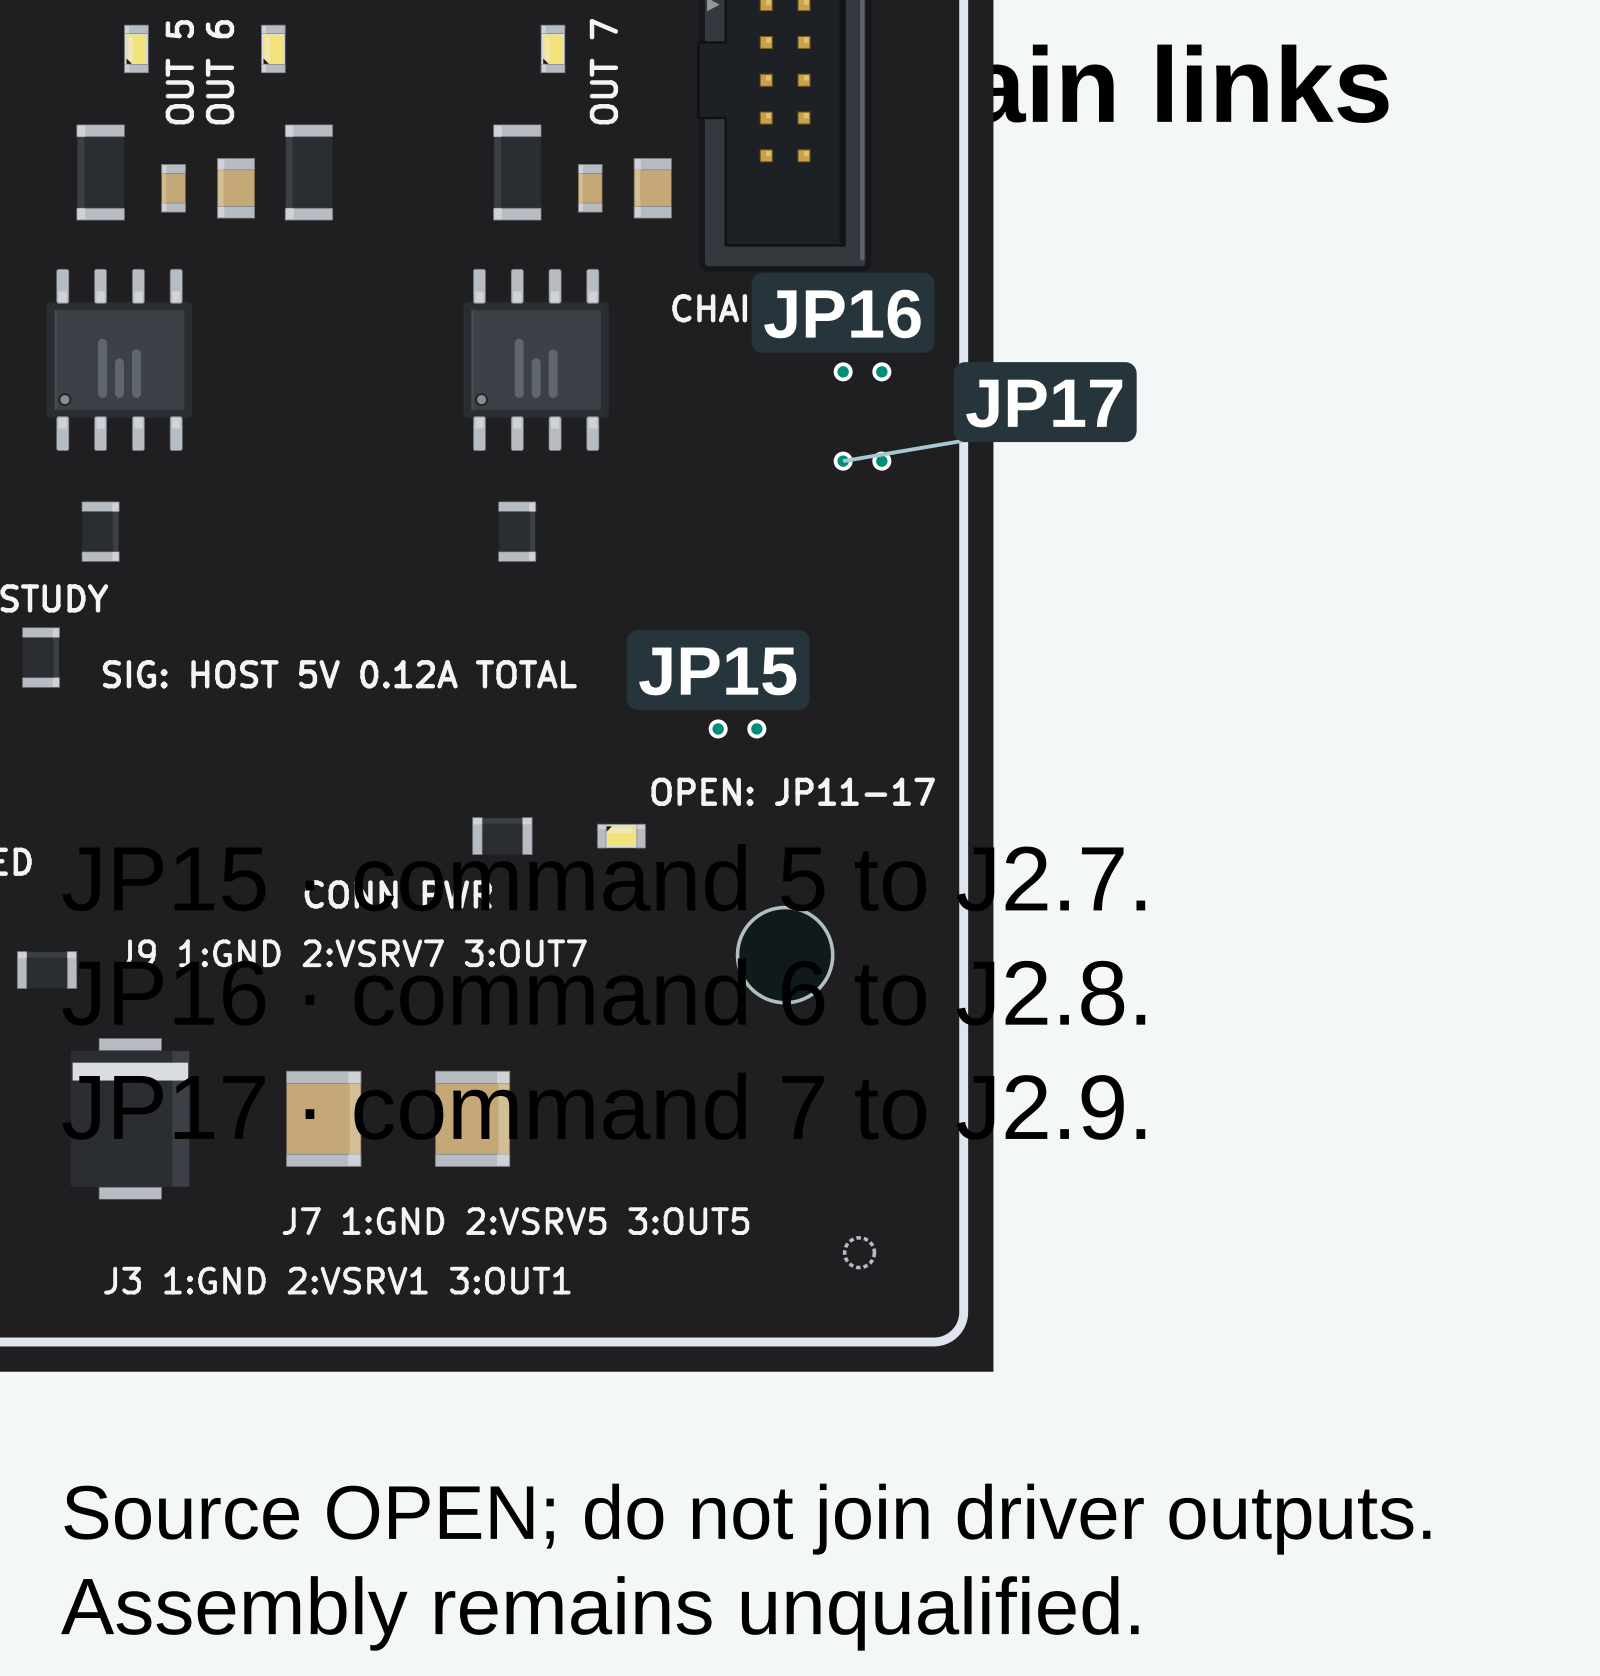 ain links
OUT 5
OUT 6
OUT 7
CHAI
JP16
JP17
STUDY
SIG: HOST 5V 0.12A TOTAL
JP15
OPEN: JP11-17
ED
JP15 · command 5 to J2.7.
CONN PWR
J9 1:GND 2:VSRV7 3:OUT7
JP16 · command 6 to J2.8.
JP17 · command 7 to J2.9.
J7 1:GND 2:VSRV5 3:OUT5
J3 1:GND 2:VSRV1 3:OUT1
Source OPEN; do not join driver outputs.
Assembly remains unqualified.